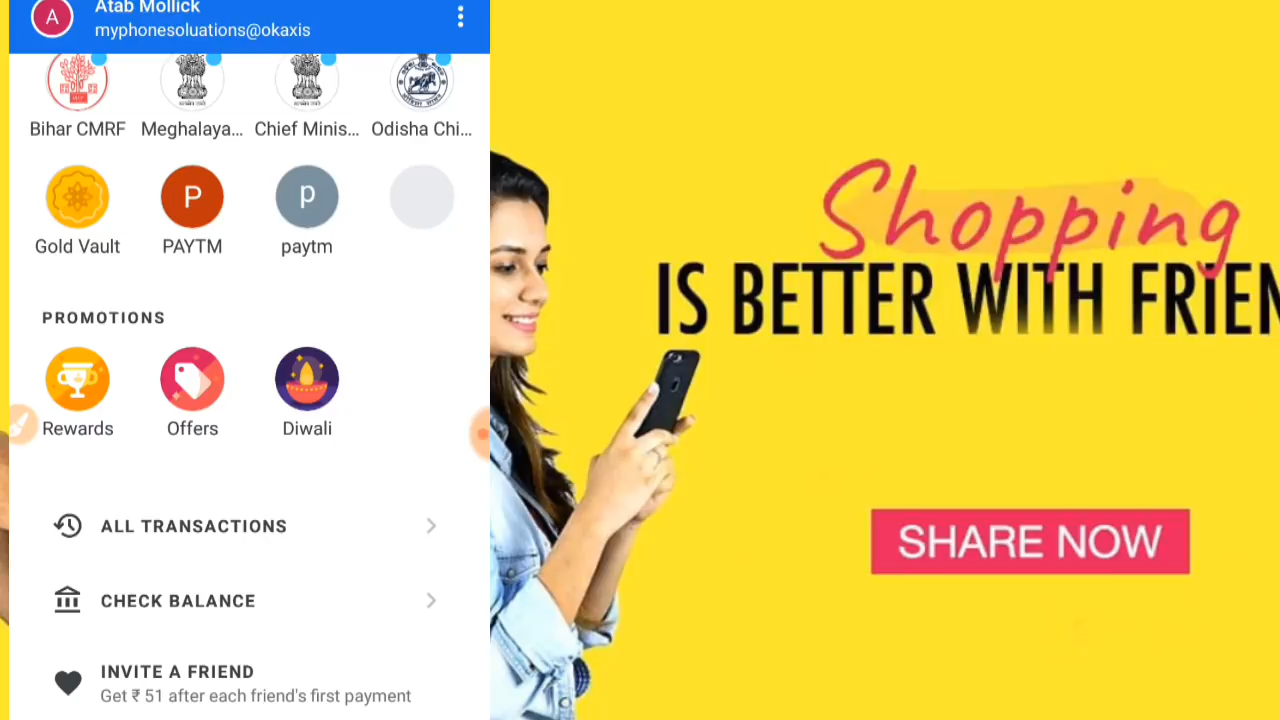 Atab Mollick
myphonesoluations@okaxis
Bihar CMRF
Meghalaya...
Chief Minis...
Odisha Chi...
Gold Vault
P
PAYTM
p
paytm
PROMOTIONS
Rewards
Offers
Diwali
ALL TRANSACTIONS
CHECK BALANCE
INVITE A FRIEND
Get ₹ 51 after each friend's first payment
A
Shopping
IS BETTER WITH FRIEN
SHARE NOW